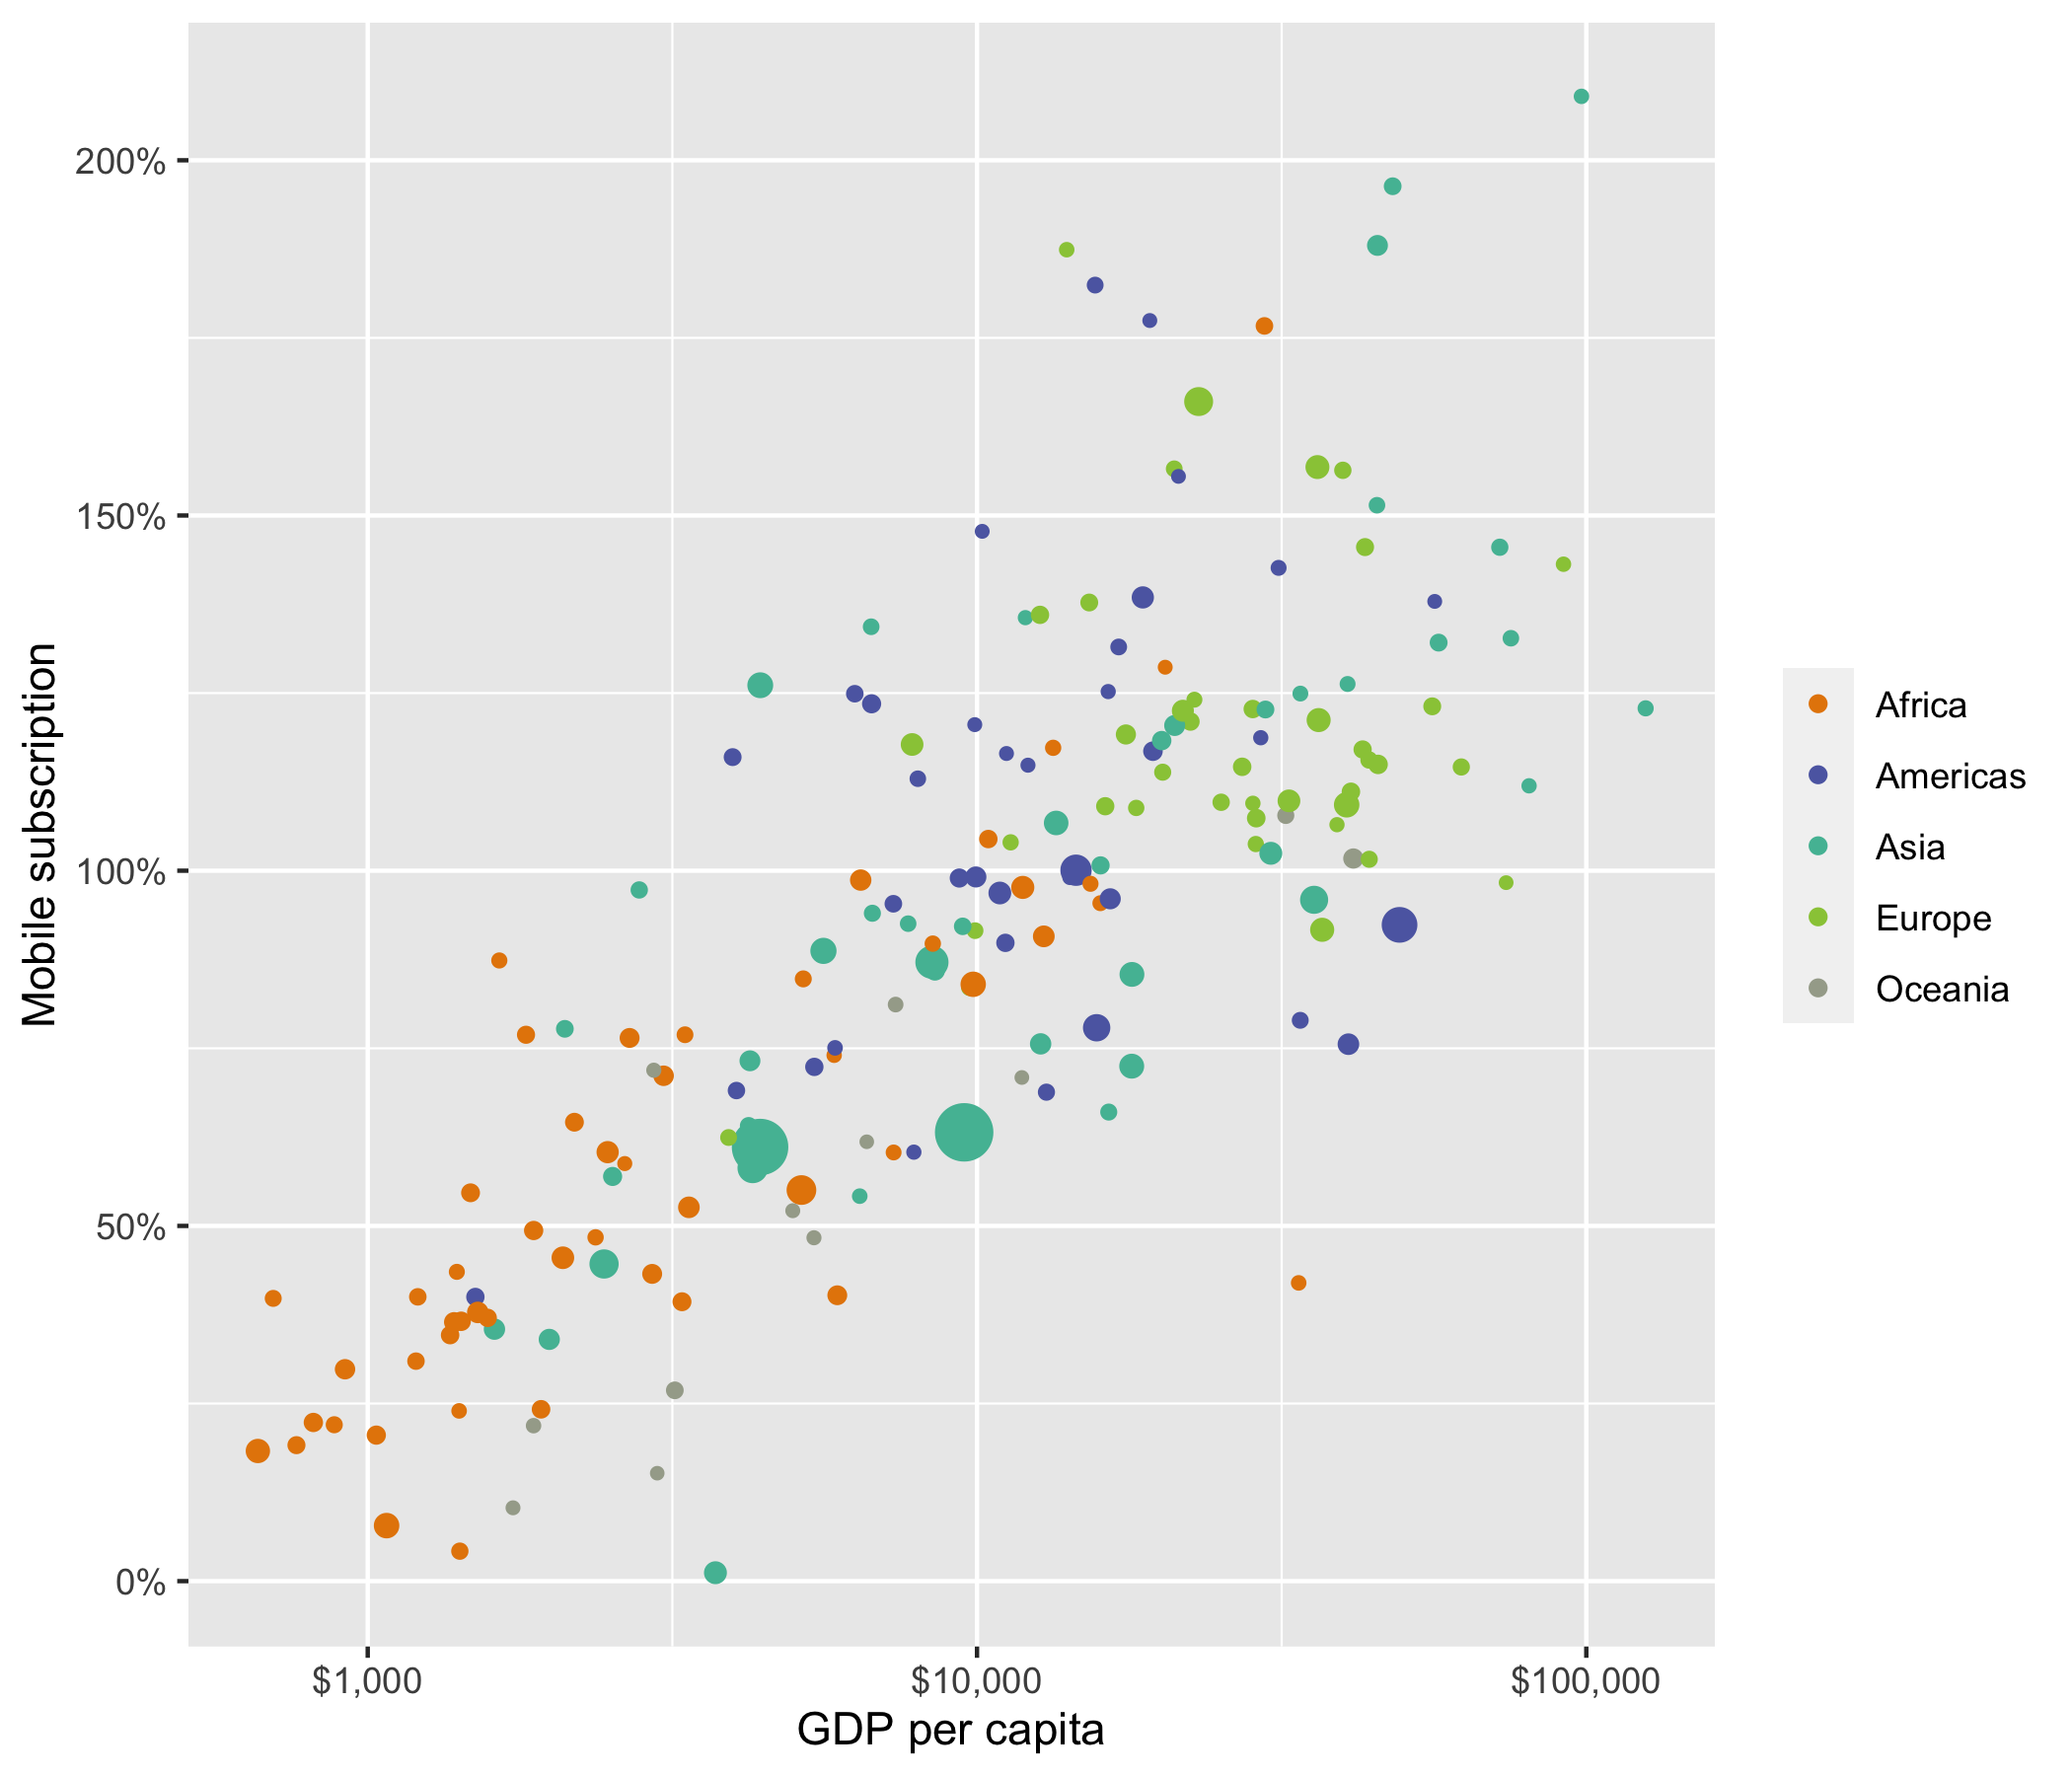 Mobile subscription
200%
150%
100%
50%
0%
$1,000
$10,000
$100,000
GDP per capita
Africa
Americas
Asia
Europe
Oceania